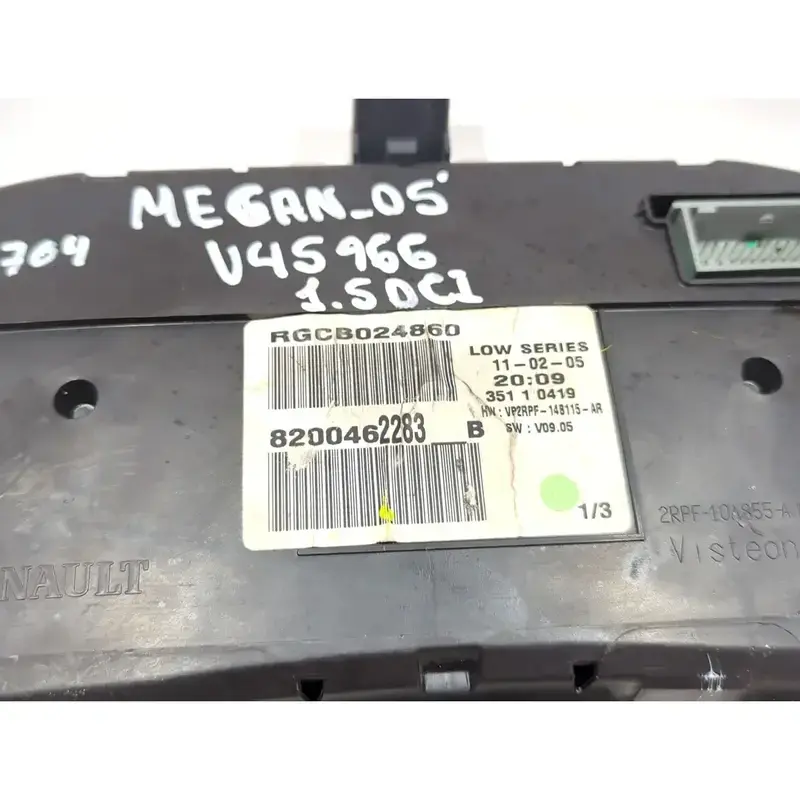 MEGAN_05'
704 V45966
1.5DCI
RGCB024860
LOW SERIES
11-02-05
20:09
351 1 0419
HW : VP2RPF-14B115-AR
SW : V09.05
8200462283__B
1/3
2RPF-10A855-A
Visteon
NAULT